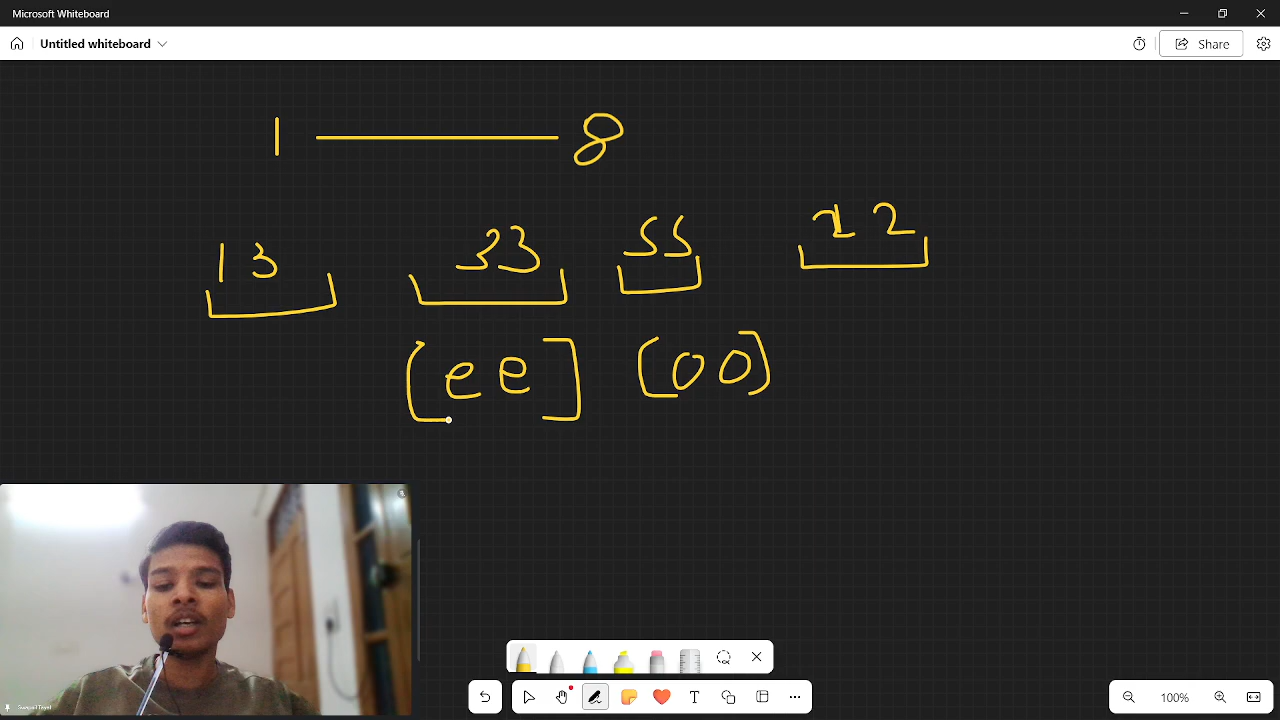 Microsoft Whiteboard
Untitled whiteboard
Share
1 8
13 33 55 22
[ee] (00)
100%